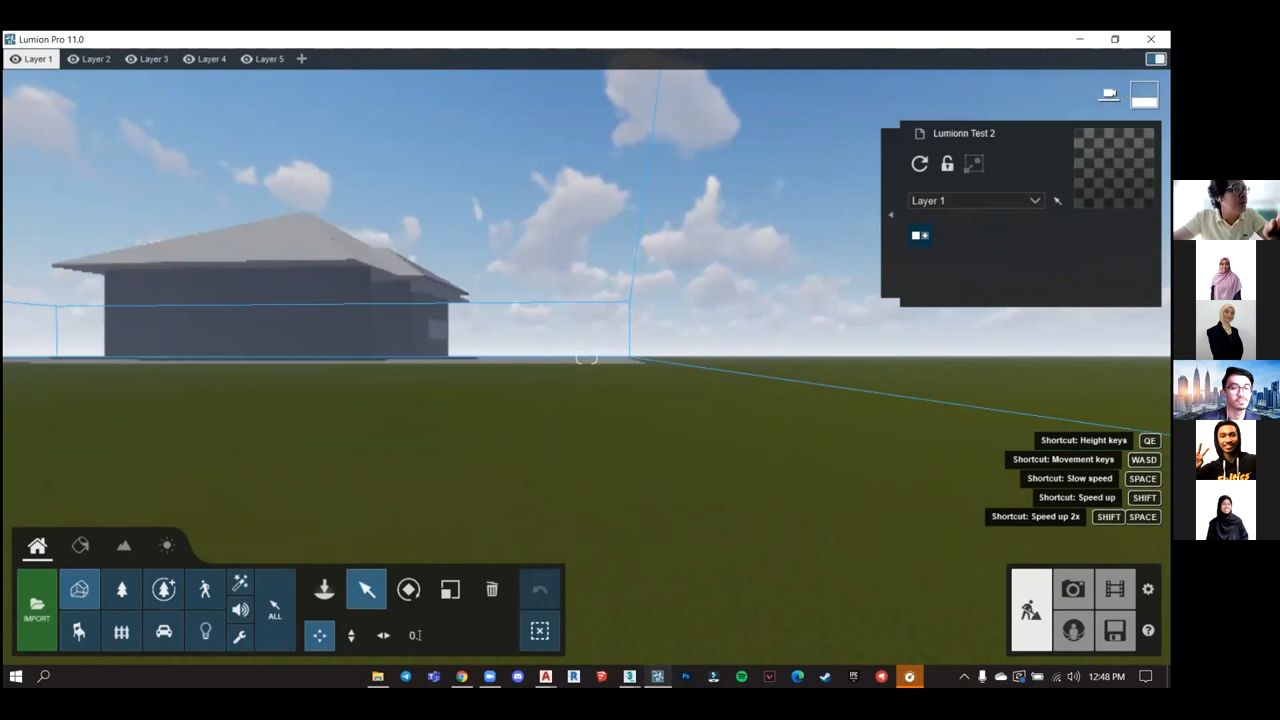 Lumion Pro 11.0
Layer 1
Layer 2
Layer 3
Layer 4
Layer 5
Lumionn Test 2
Layer 1
Shortcut: Height keys QE
Shortcut: Movement keys WASD
Shortcut: Slow speed SPACE
Shortcut: Speed up SHIFT
Shortcut: Speed up 2x SHIFT SPACE
IMPORT
ALL
0.
12:48 PM